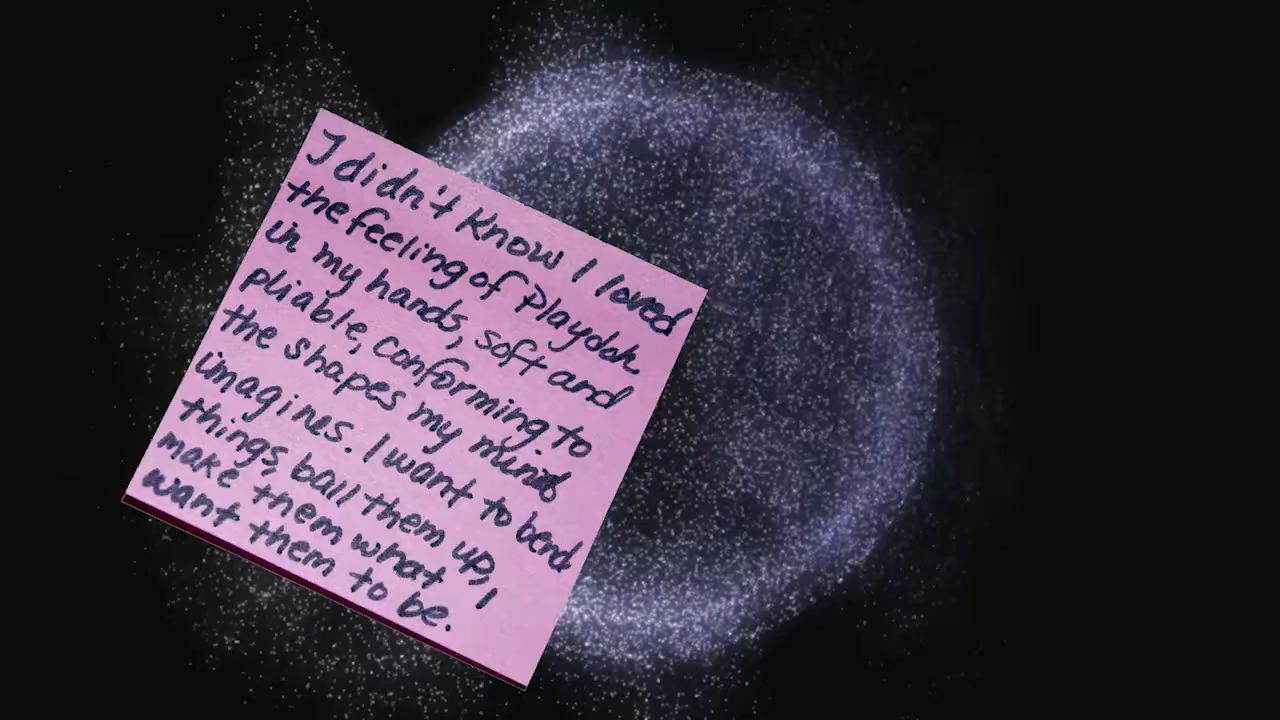 I didn't know I loved
the feeling of Playdoh
in my hands, soft and
pliable, conforming to
the shapes my mind
imagines. I want to bend
things, ball them up,
make them what I
want them to be.